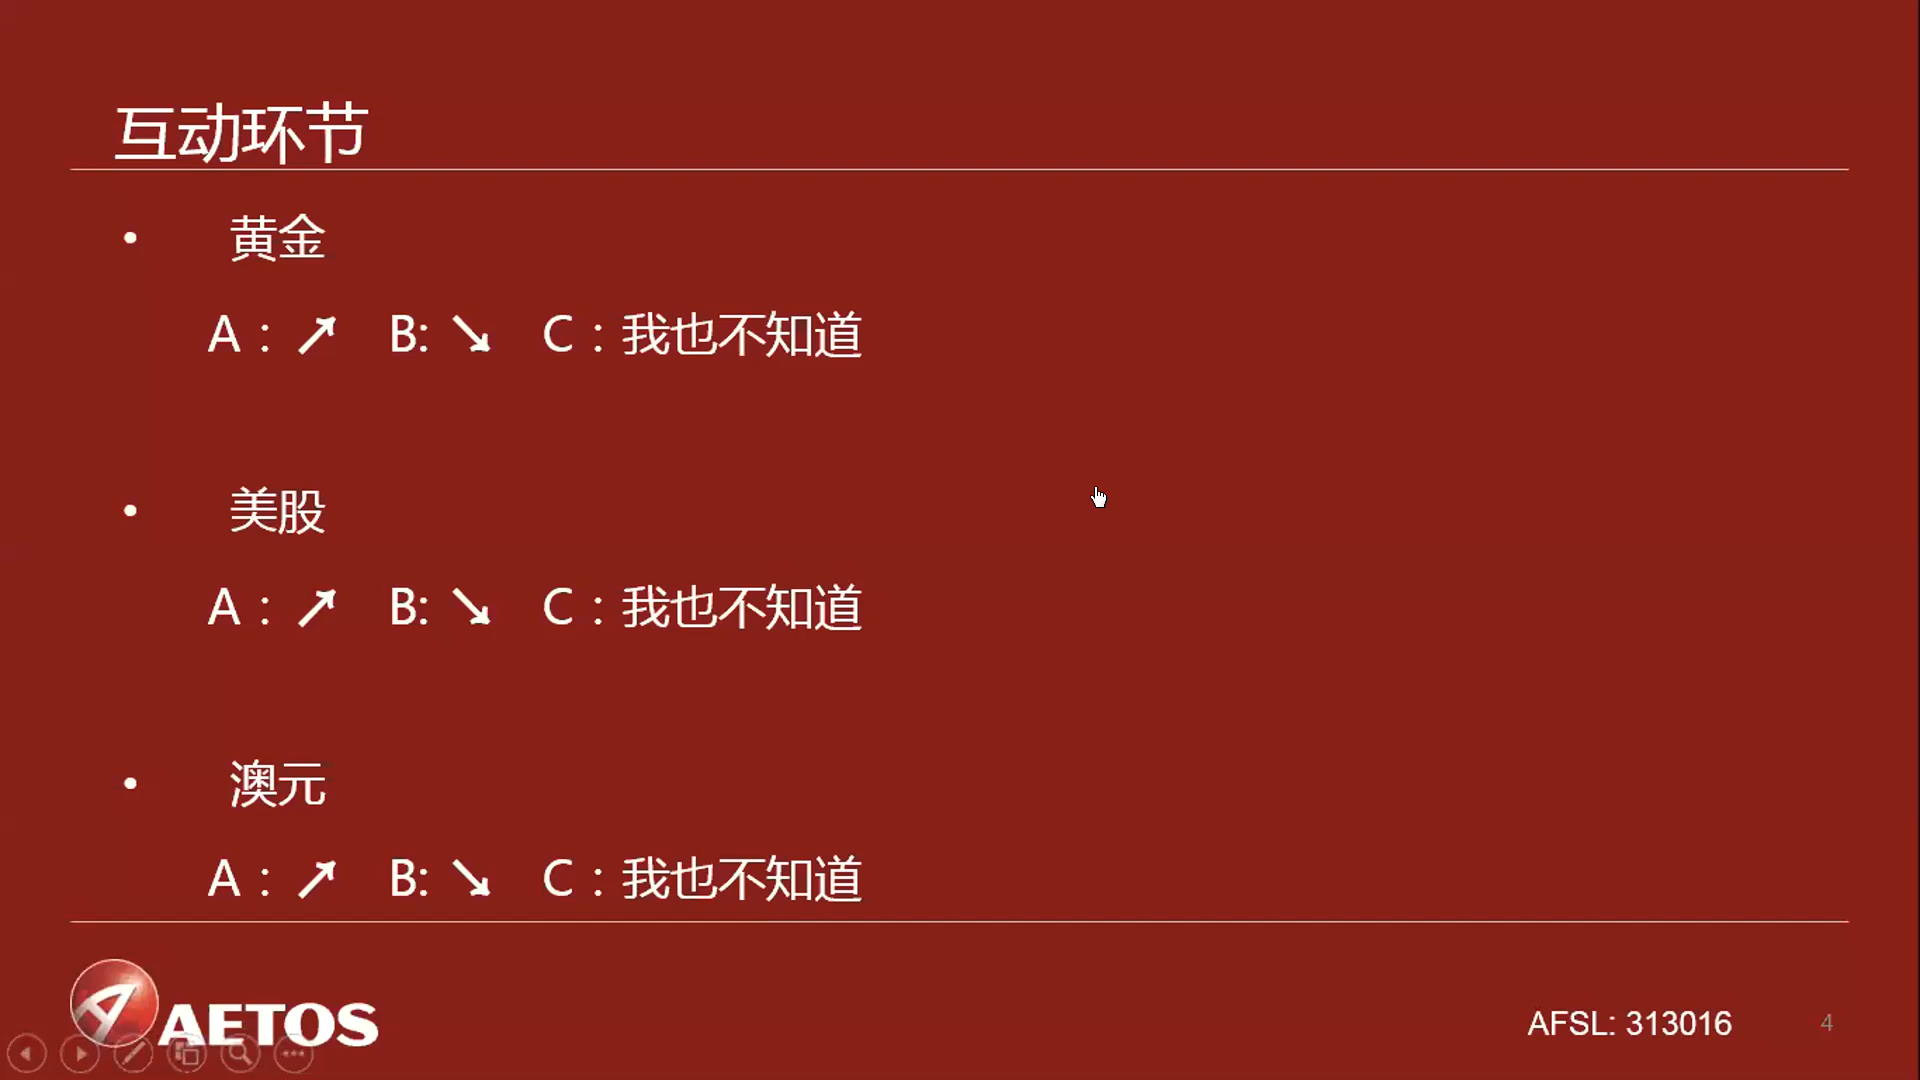 互动环节
• 黄金
A：↗ B: ↘ C：我也不知道
• 美股
A：↗ B: ↘ C：我也不知道
• 澳元
A：↗ B: ↘ C：我也不知道
AETOS
AFSL: 313016
4